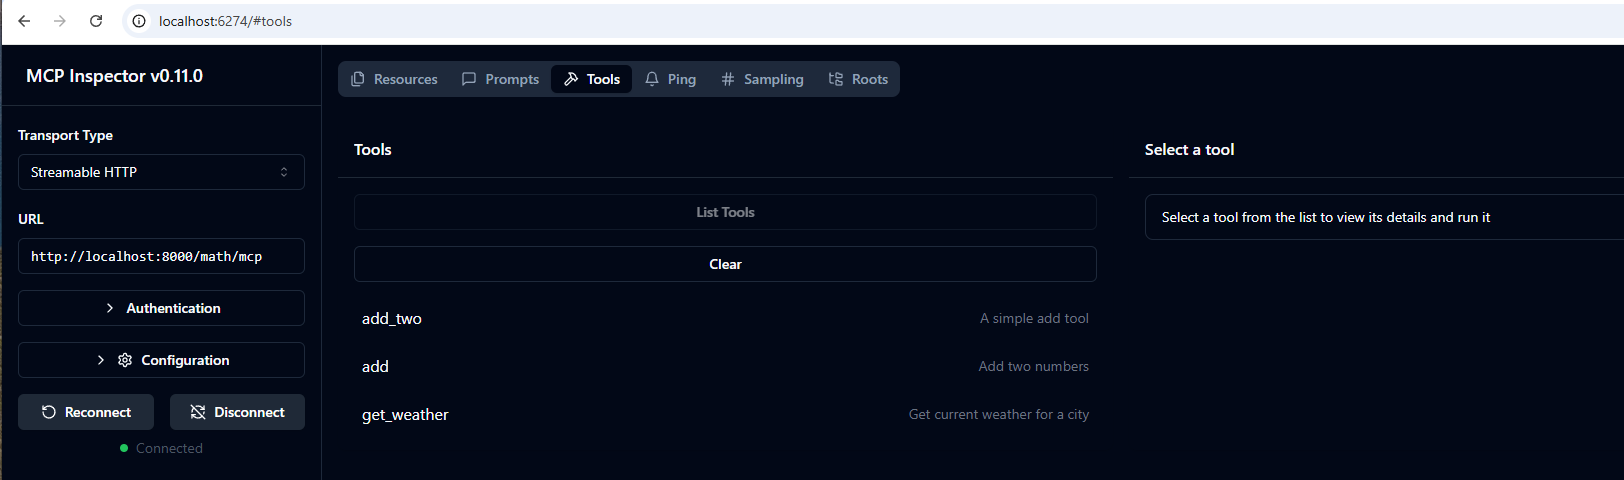 localhost:6274/#tools
MCP Inspector v0.11.0
Transport Type
Streamable HTTP
URL
http://localhost:8000/math/mcp
Authentication
Configuration
Reconnect
Disconnect
Connected
Resources
Prompts
Tools
Ping
Sampling
Roots
Tools
List Tools
Clear
add_two
A simple add tool
add
Add two numbers
get_weather
Get current weather for a city
Select a tool
Select a tool from the list to view its details and run it